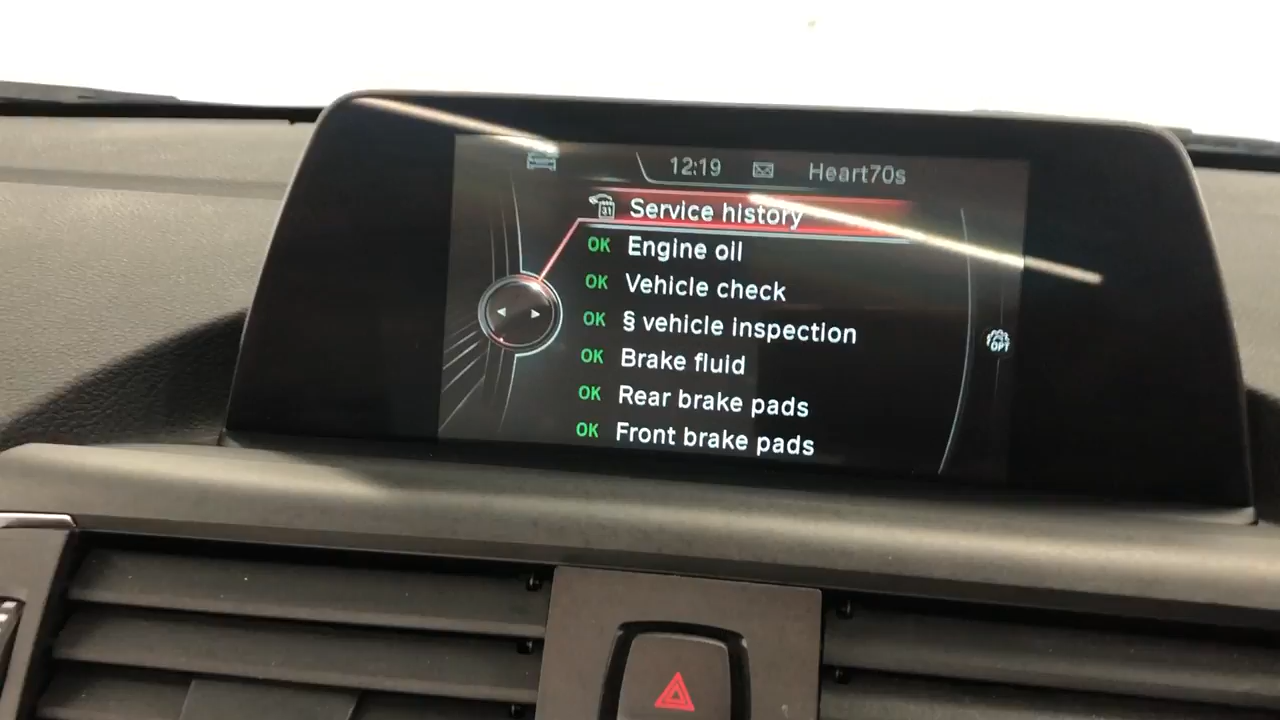 12:19 Heart70s
31 Service history
OK Engine oil
OK Vehicle check
OK § vehicle inspection
OK Brake fluid
OK Rear brake pads
OK Front brake pads
OPT